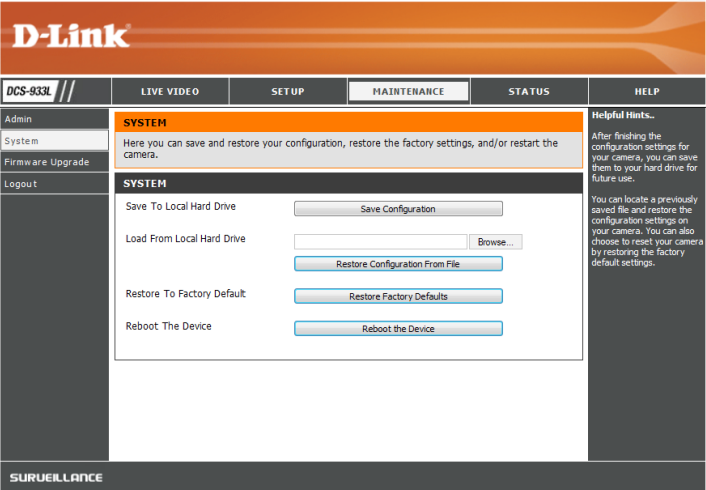 D-Link
DCS-933L
LIVE VIDEO
SETUP
MAINTENANCE
STATUS
HELP
Admin
System
Firmware Upgrade
Logout
SYSTEM
Here you can save and restore your configuration, restore the factory settings, and/or restart the
camera.
SYSTEM
Save To Local Hard Drive
Save Configuration
Load From Local Hard Drive
Browse...
Restore Configuration From File
Restore To Factory Default
Restore Factory Defaults
Reboot The Device
Reboot the Device
Helpful Hints..
After finishing the
configuration settings for
your camera, you can save
them to your hard drive for
future use.
You can locate a previously
saved file and restore the
configuration settings on
your camera. You can also
choose to reset your camera
by restoring the factory
default settings.
SURVEILLANCE